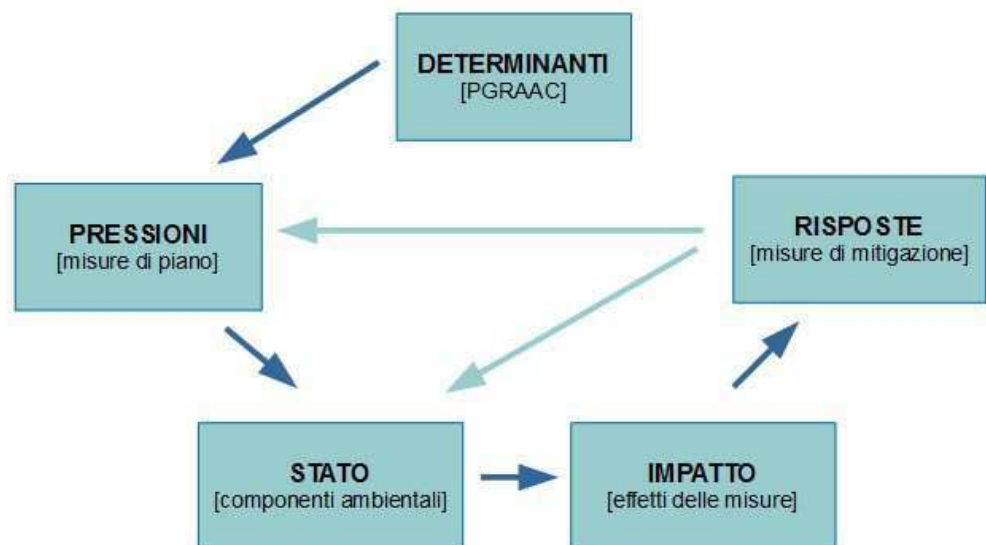 DETERMINANTI
[PGRAAC]
PRESSIONI
[misure di piano]
RISPOSTE
[misure di mitigazione]
STATO
[componenti ambientali]
IMPATTO
[effetti delle misure]